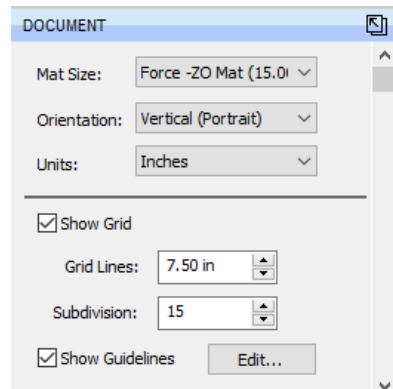 DOCUMENT
Mat Size: Force -ZO Mat (15.0
Orientation: Vertical (Portrait)
Units: Inches
Show Grid
Grid Lines: 7.50 in
Subdivision: 15
Show Guidelines Edit...